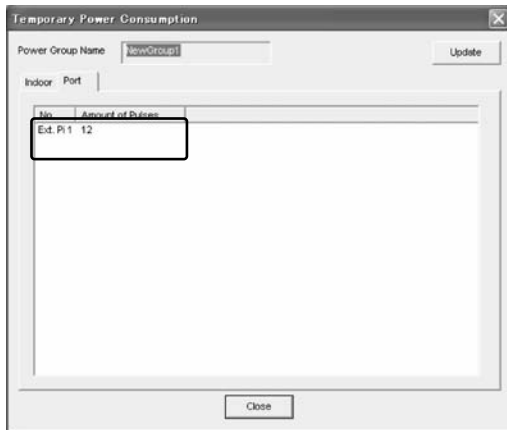 Temporary Power Consumption
Power Group Name NewGroup1 Update
Indoor Port
No. Amount of Pulses
Ext. Pi 1 12
Close